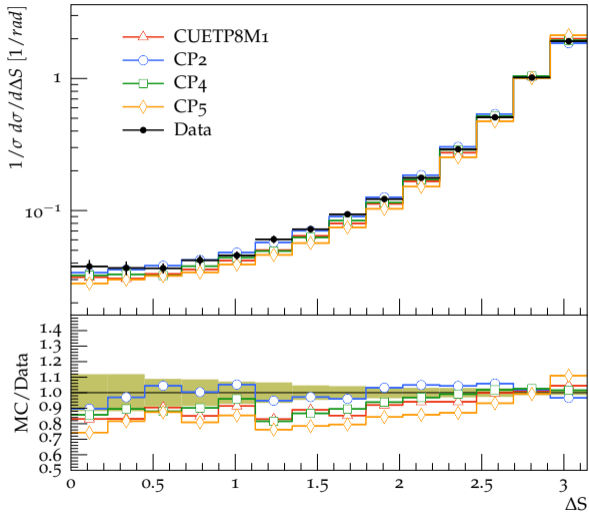 1/σ dσ/dΔS [1/rad]
CUETP8M1
CP2
CP4
CP5
Data
1
10⁻¹
MC/Data
1.4
1.3
1.2
1.1
1.0
0.9
0.8
0.7
0.6
0.5
0 0.5 1 1.5 2 2.5 3
ΔS